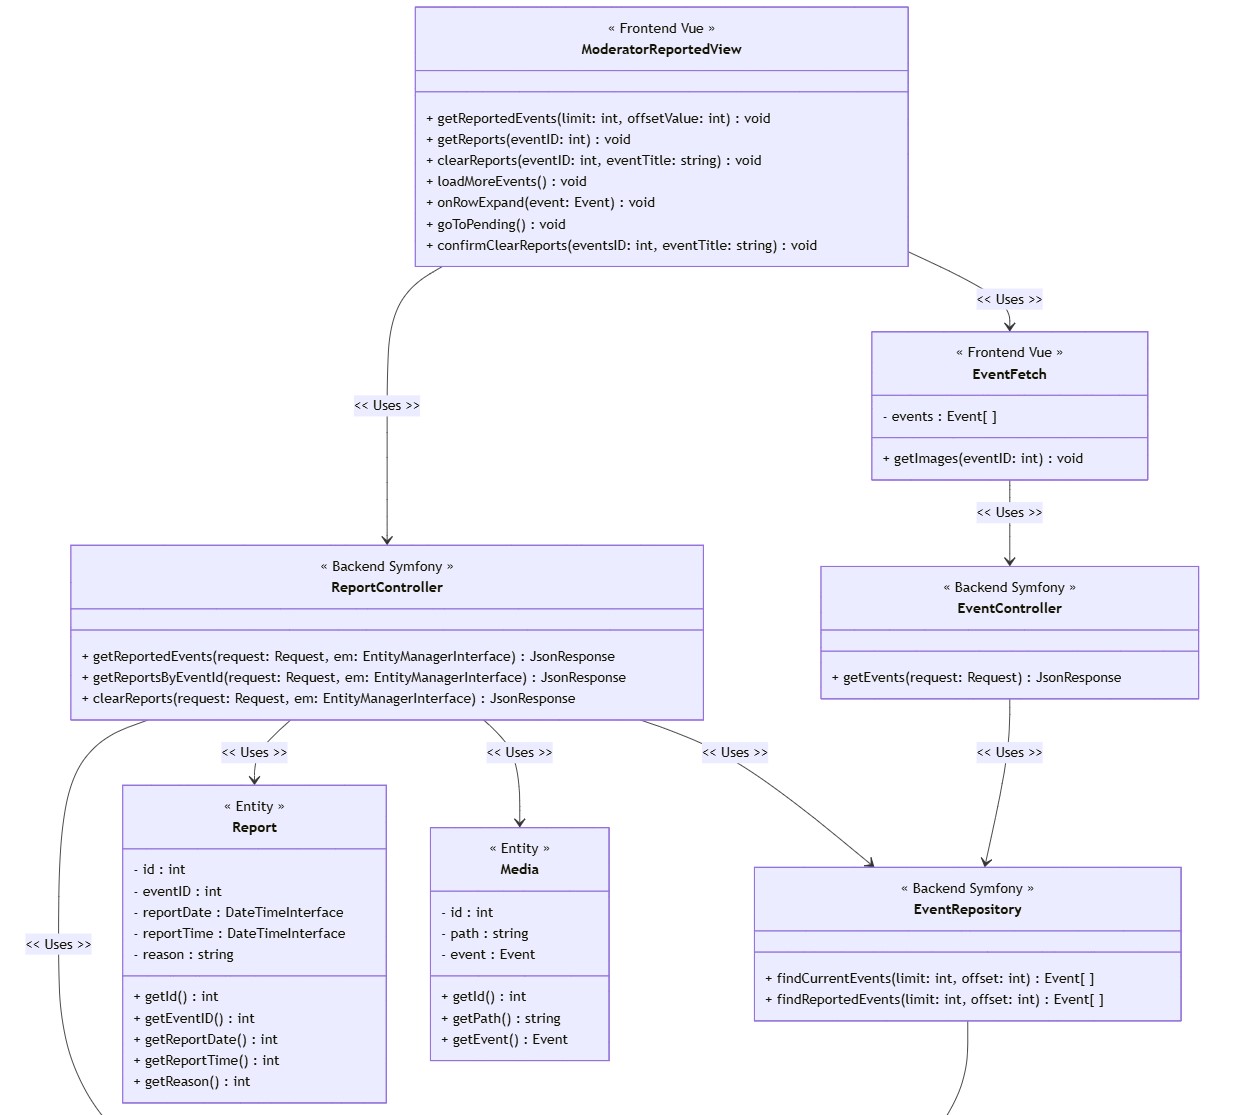 « Frontend Vue »
ModeratorReportedView
+ getReportedEvents(limit: int, offsetValue: int) : void
+ getReports(eventID: int) : void
+ clearReports(eventID: int, eventTitle: string) : void
+ loadMoreEvents() : void
+ onRowExpand(event: Event) : void
+ goToPending() : void
+ confirmClearReports(eventsID: int, eventTitle: string) : void
<< Uses >>
« Frontend Vue »
EventFetch
- events : Event[ ]
+ getImages(eventID: int) : void
<< Uses >>
<< Uses >>
« Backend Symfony »
ReportController
+ getReportedEvents(request: Request, em: EntityManagerInterface) : JsonResponse
+ getReportsByEventId(request: Request, em: EntityManagerInterface) : JsonResponse
+ clearReports(request: Request, em: EntityManagerInterface) : JsonResponse
« Backend Symfony »
EventController
+ getEvents(request: Request) : JsonResponse
<< Uses >>
<< Uses >>
<< Uses >>
<< Uses >>
« Entity »
Report
- id : int
- eventID : int
- reportDate : DateTimeInterface
- reportTime : DateTimeInterface
- reason : string
+ getId() : int
+ getEventID() : int
+ getReportDate() : int
+ getReportTime() : int
+ getReason() : int
« Entity »
Media
- id : int
- path : string
- event : Event
+ getId() : int
+ getPath() : string
+ getEvent() : Event
« Backend Symfony »
EventRepository
+ findCurrentEvents(limit: int, offset: int) : Event[ ]
+ findReportedEvents(limit: int, offset: int) : Event[ ]
<< Uses >>